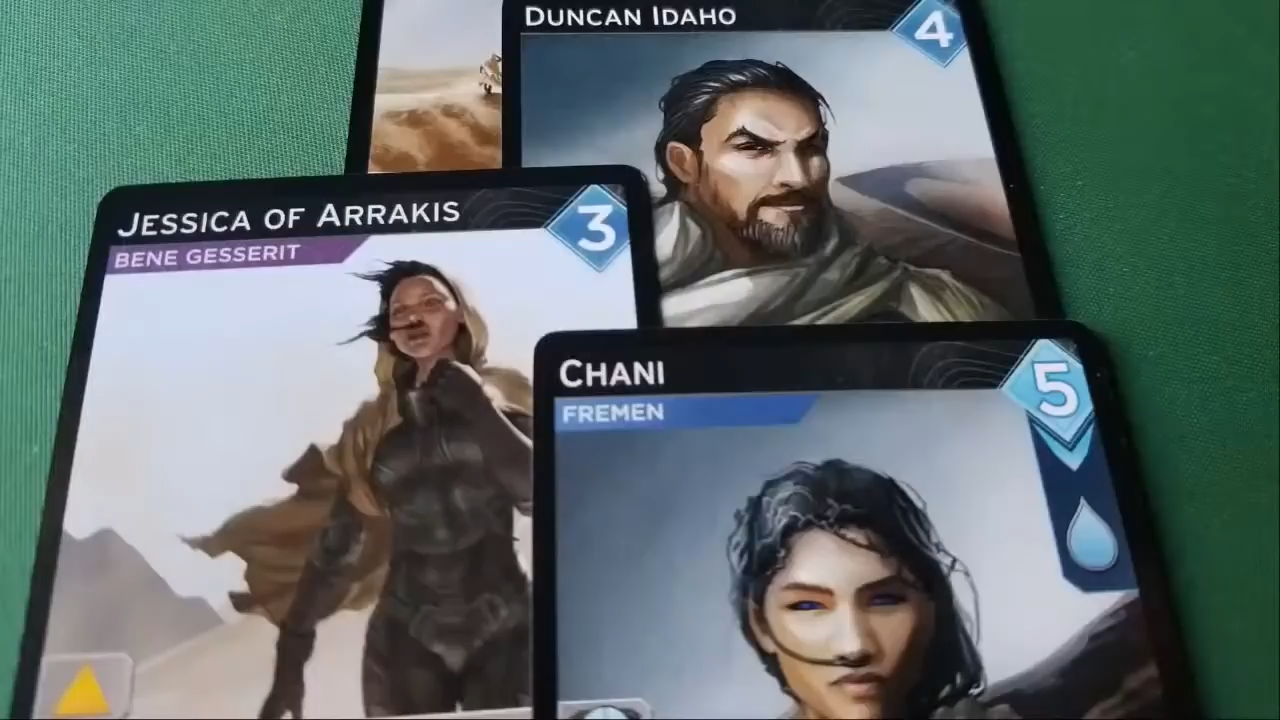 DUNCAN IDAHO
4
JESSICA OF ARRAKIS
3
BENE GESSERIT
CHANI
5
FREMEN